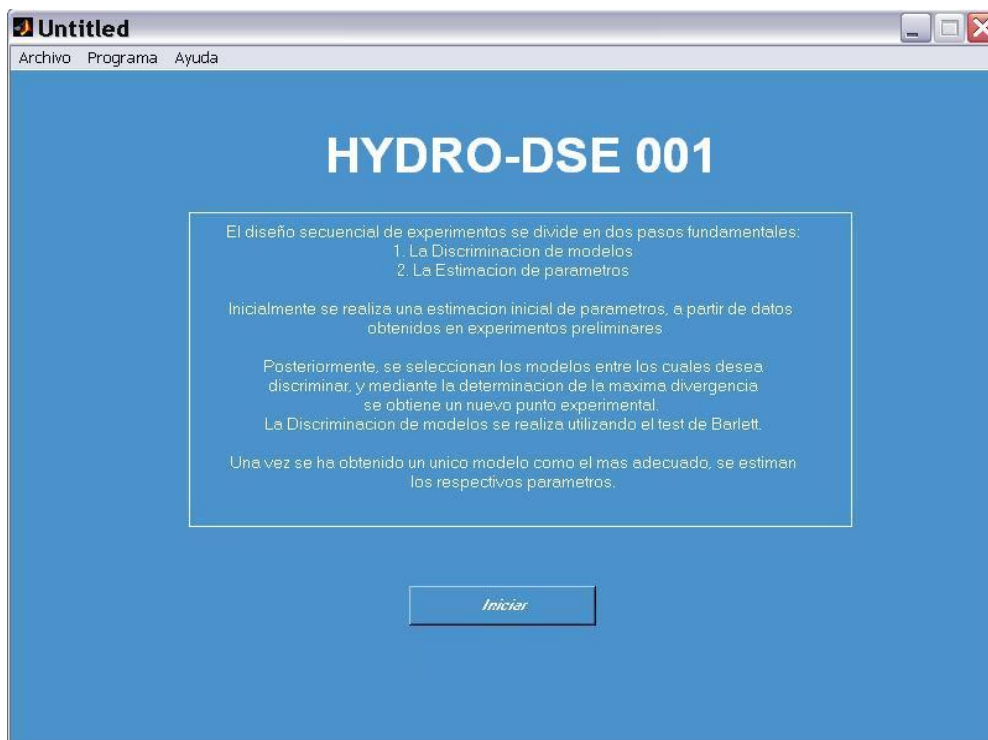 Untitled
Archivo Programa Ayuda
HYDRO-DSE 001
El diseño secuencial de experimentos se divide en dos pasos fundamentales:
1. La Discriminacion de modelos
2. La Estimacion de parametros
Inicialmente se realiza una estimacion inicial de parametros, a partir de datos
obtenidos en experimentos preliminares
Posteriormente, se seleccionan los modelos entre los cuales desea
discriminar, y mediante la determinacion de la maxima divergencia
se obtiene un nuevo punto experimental.
La Discriminacion de modelos se realiza utilizando el test de Barlett.
Una vez se ha obtenido un unico modelo como el mas adecuado, se estiman
los respectivos parametros.
Iniciar